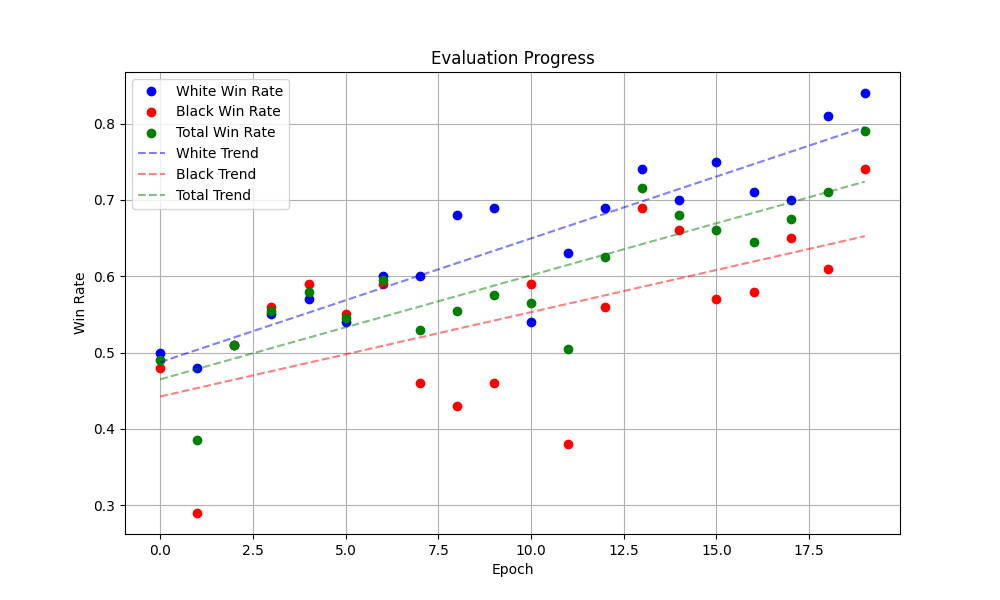 Evaluation Progress
White Win Rate
Black Win Rate
Total Win Rate
White Trend
Black Trend
Total Trend
Win Rate
0.8
0.7
0.6
0.5
0.4
0.3
0.0 2.5 5.0 7.5 10.0 12.5 15.0 17.5
Epoch